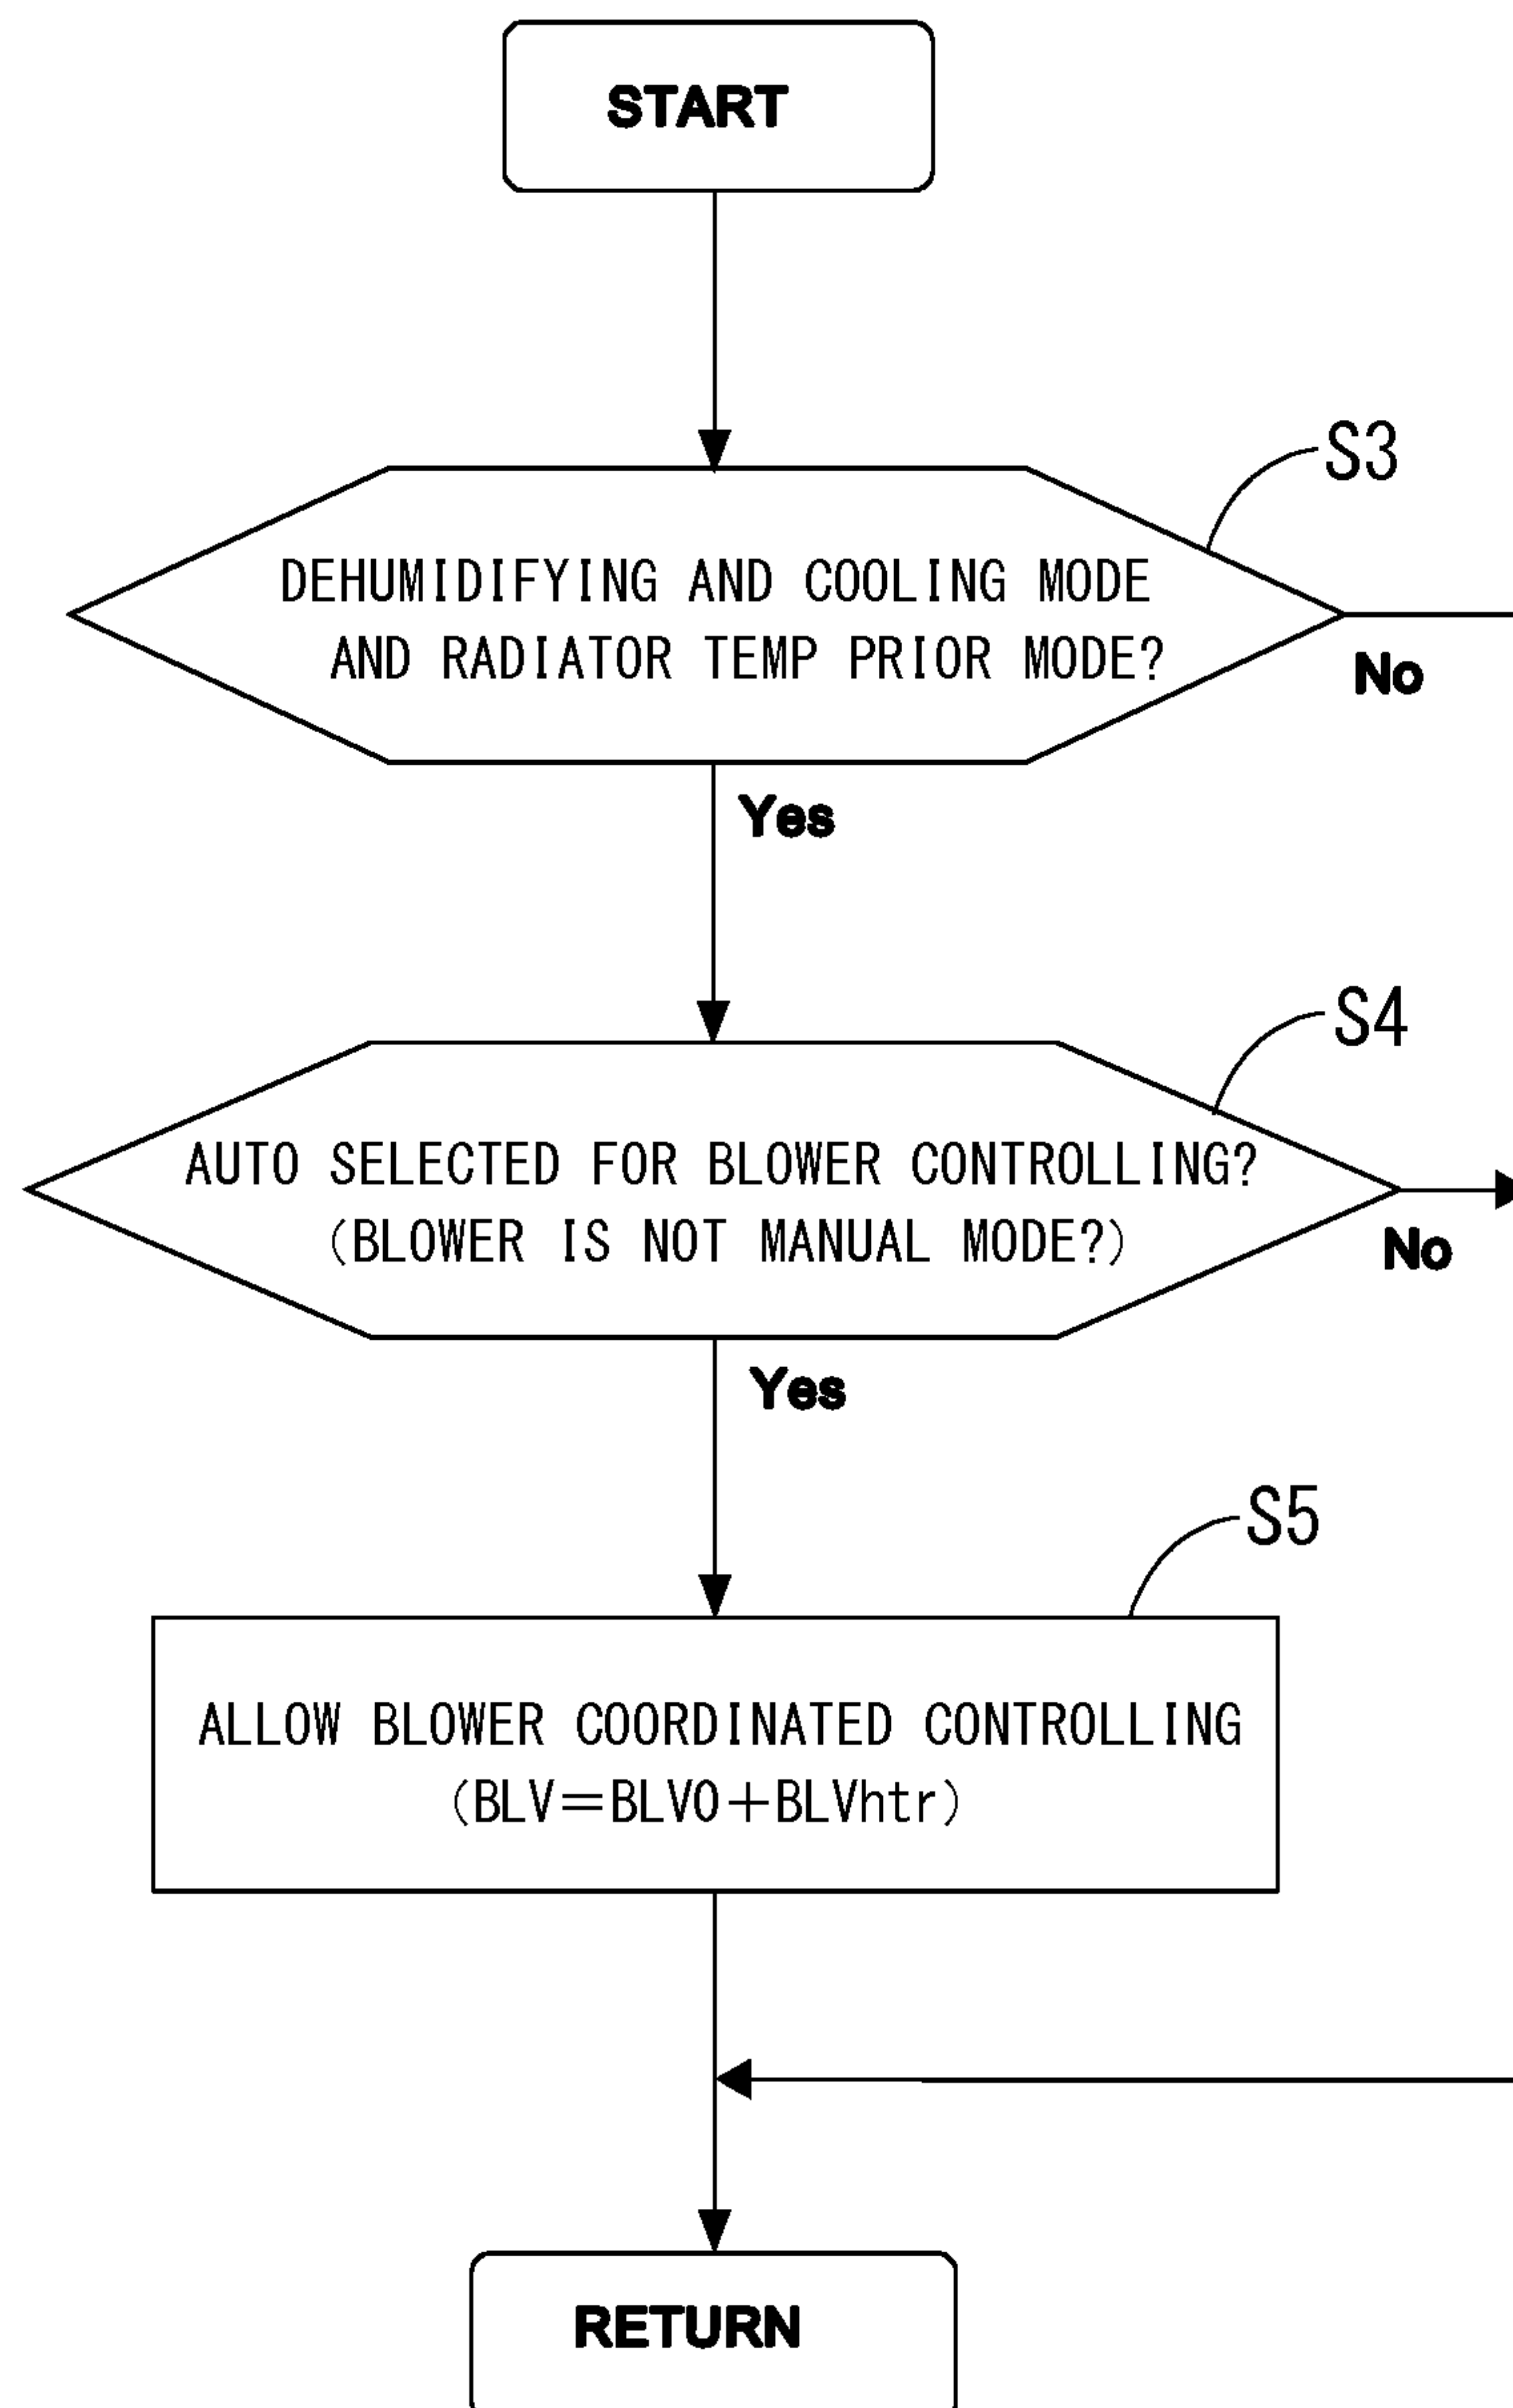 START
S3
DEHUMIDIFYING AND COOLING MODE
AND RADIATOR TEMP PRIOR MODE?
No
Yes
S4
AUTO SELECTED FOR BLOWER CONTROLLING?
(BLOWER IS NOT MANUAL MODE?)
No
Yes
S5
ALLOW BLOWER COORDINATED CONTROLLING
(BLV=BLV0+BLVhtr)
RETURN